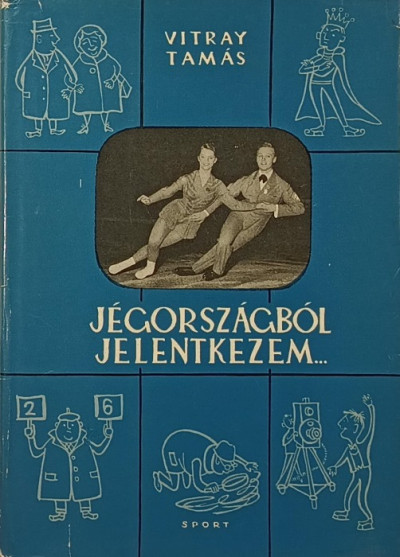 VITRAY
TAMÁS
JÉGORSZÁGBÓL
JELENTKEZEM...
2 6
SPORT